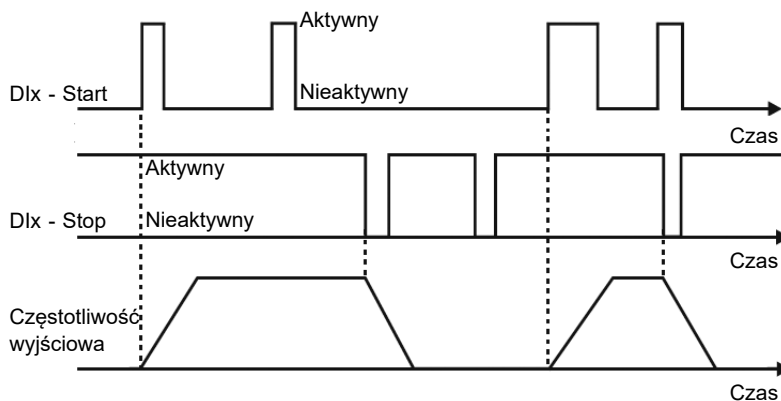 Aktywny
DIx - Start
Nieaktywny
Czas
Aktywny
DIx - Stop
Nieaktywny
Czas
Częstotliwość
wyjściowa
Czas